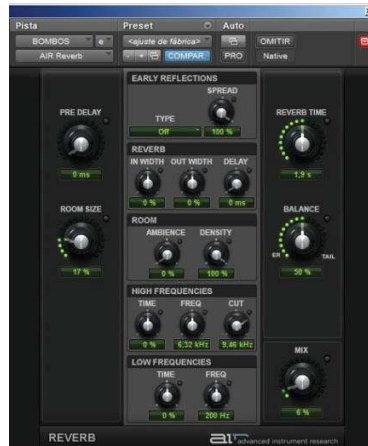 Pista
Preset
Auto
BOMBOS
e
<ajuste de fábrica>
OMITIR
AIR Reverb
- +
COMPAR
PRO
Native
EARLY REFLECTIONS
SPREAD
TYPE
Off
100 %
PRE DELAY
0 ms
REVERB TIME
1,9 s
REVERB
IN WIDTH
OUT WIDTH
DELAY
0 %
0 %
0 ms
ROOM SIZE
17 %
BALANCE
ER
TAIL
50 %
ROOM
AMBIENCE
DENSITY
0 %
100 %
HIGH FREQUENCIES
TIME
FREQ
CUT
0 %
6,32 kHz
9,46 kHz
MIX
6 %
LOW FREQUENCIES
TIME
FREQ
0 %
200 Hz
REVERB
air advanced instrument research